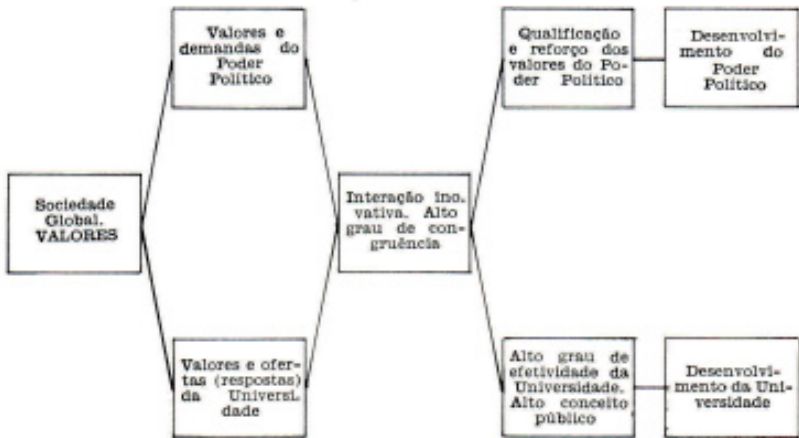 Valores e
demandas do
Poder
Político
Qualificação
e reforço dos
valores do Po-
der Político
Desenvolvi-
mento do
Poder
Político
Sociedade
Global.
VALORES
Interação ino.
vativa. Alto
grau de con-
gruência
Valores e ofer-
tas (respostas)
da Universi.
dade
Alto grau de
efetividade da
Universidade.
Alto conceito
público
Desenvolvi-
mento da Uni-
versidade